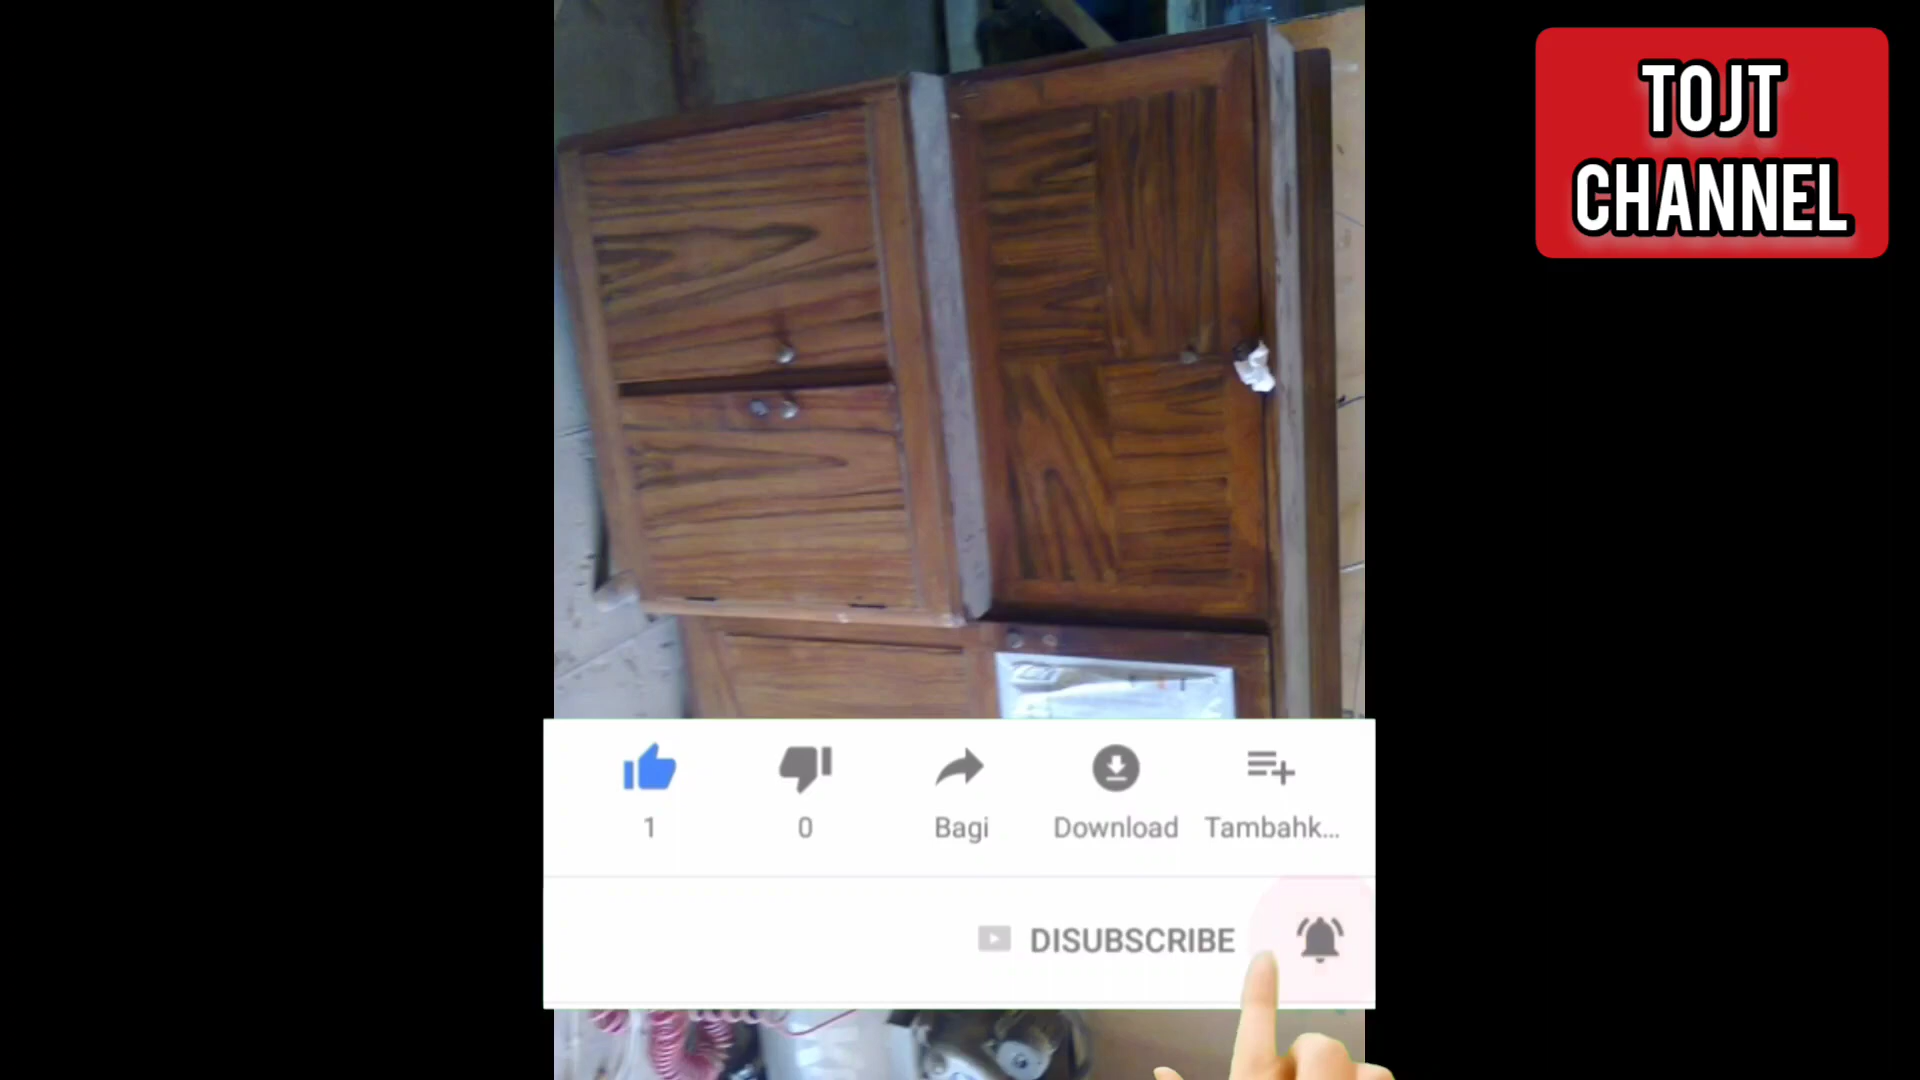 TOJT
CHANNEL
1
0
Bagi
Download
Tambahk...
DISUBSCRIBE